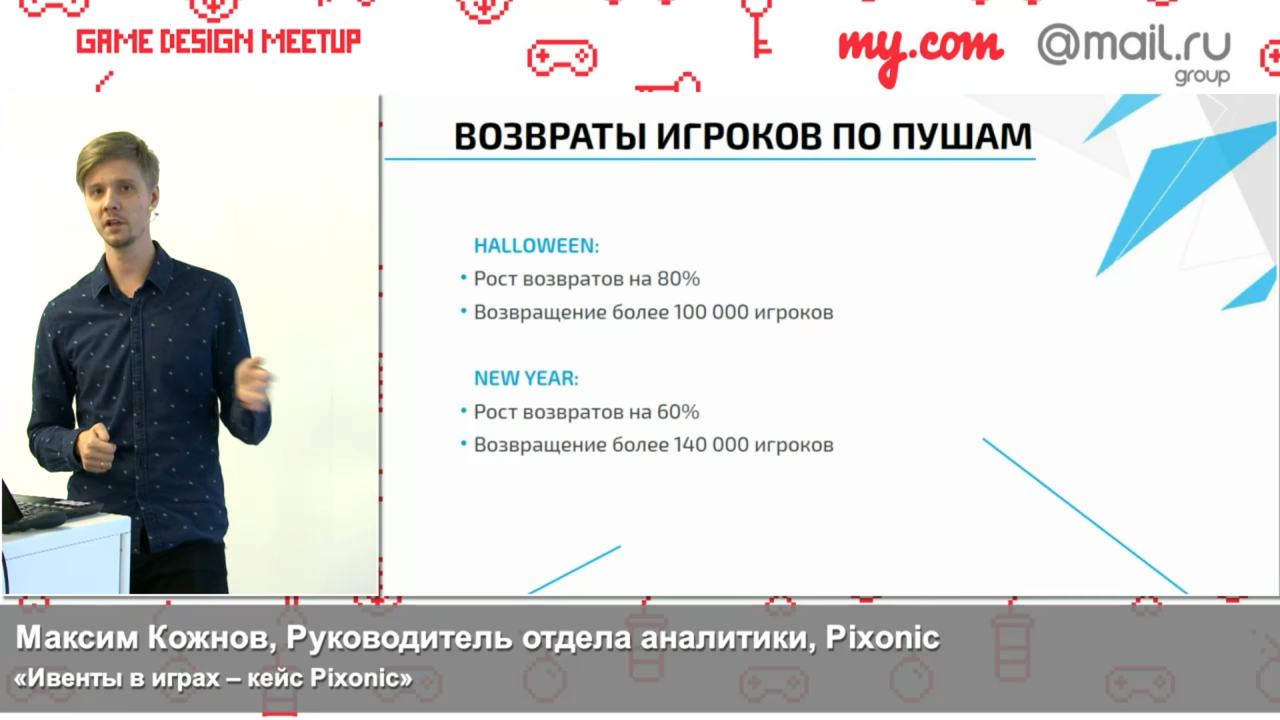 GAME DESIGN MEETUP
my.com
@mail.ru
group
ВОЗВРАТЫ ИГРОКОВ ПО ПУШАМ
HALLOWEEN:
• Рост возвратов на 80%
• Возвращение более 100 000 игроков
NEW YEAR:
• Рост возвратов на 60%
• Возвращение более 140 000 игроков
Максим Кожнов, Руководитель отдела аналитики, Pixonic
«Ивенты в играх – кейс Pixonic»